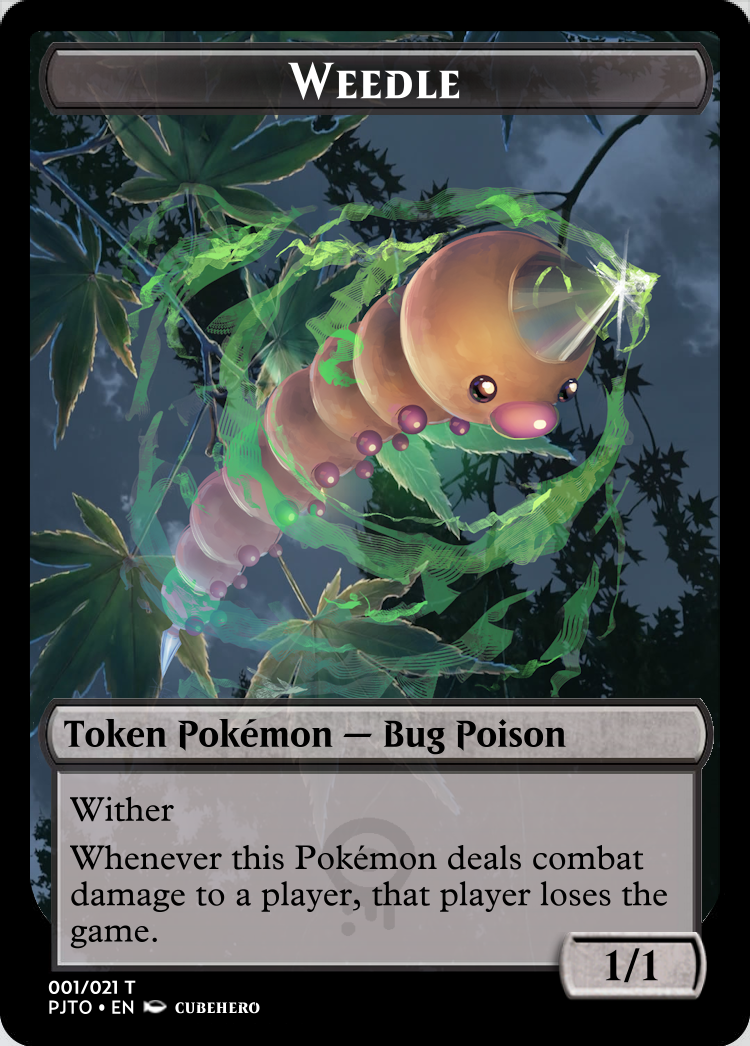 Weedle
Token Pokémon — Bug Poison
Wither
Whenever this Pokémon deals combat
damage to a player, that player loses the
game.
1/1
001/021 T
PJTO • EN CUBEHERO